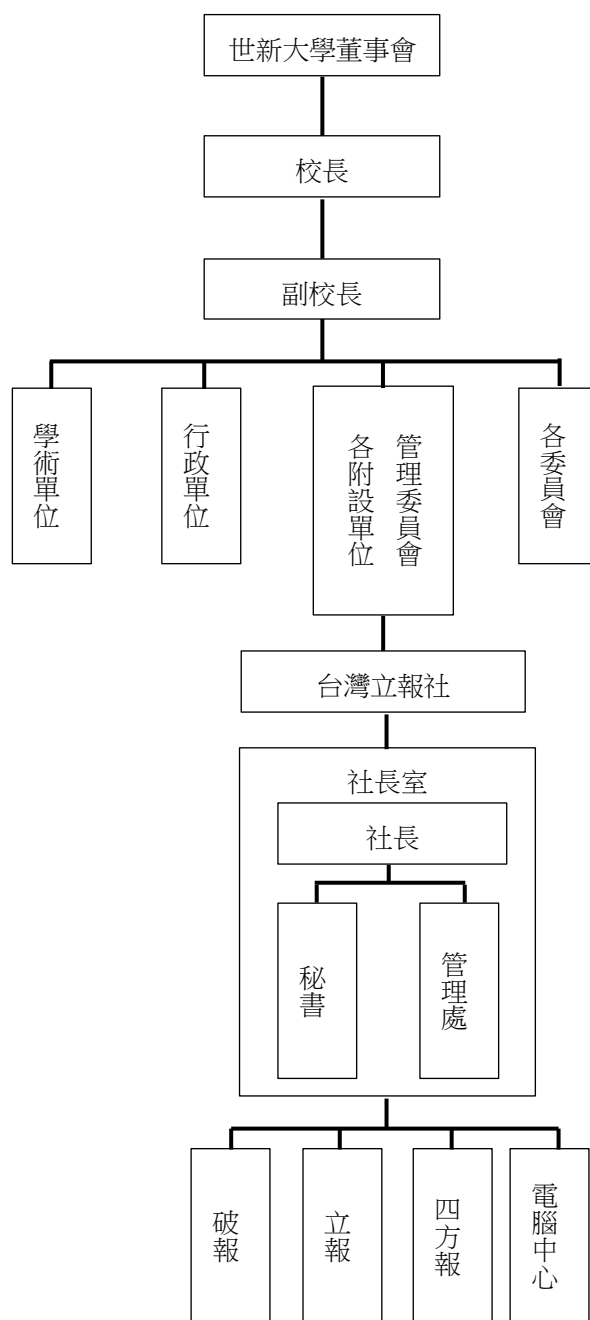 世新大學董事會
校長
副校長
學術單位
行政單位
管理委員會
各附設單位
各委員會
台灣立報社
社長室
社長
秘書
管理處
破報
立報
四方報
電腦中心